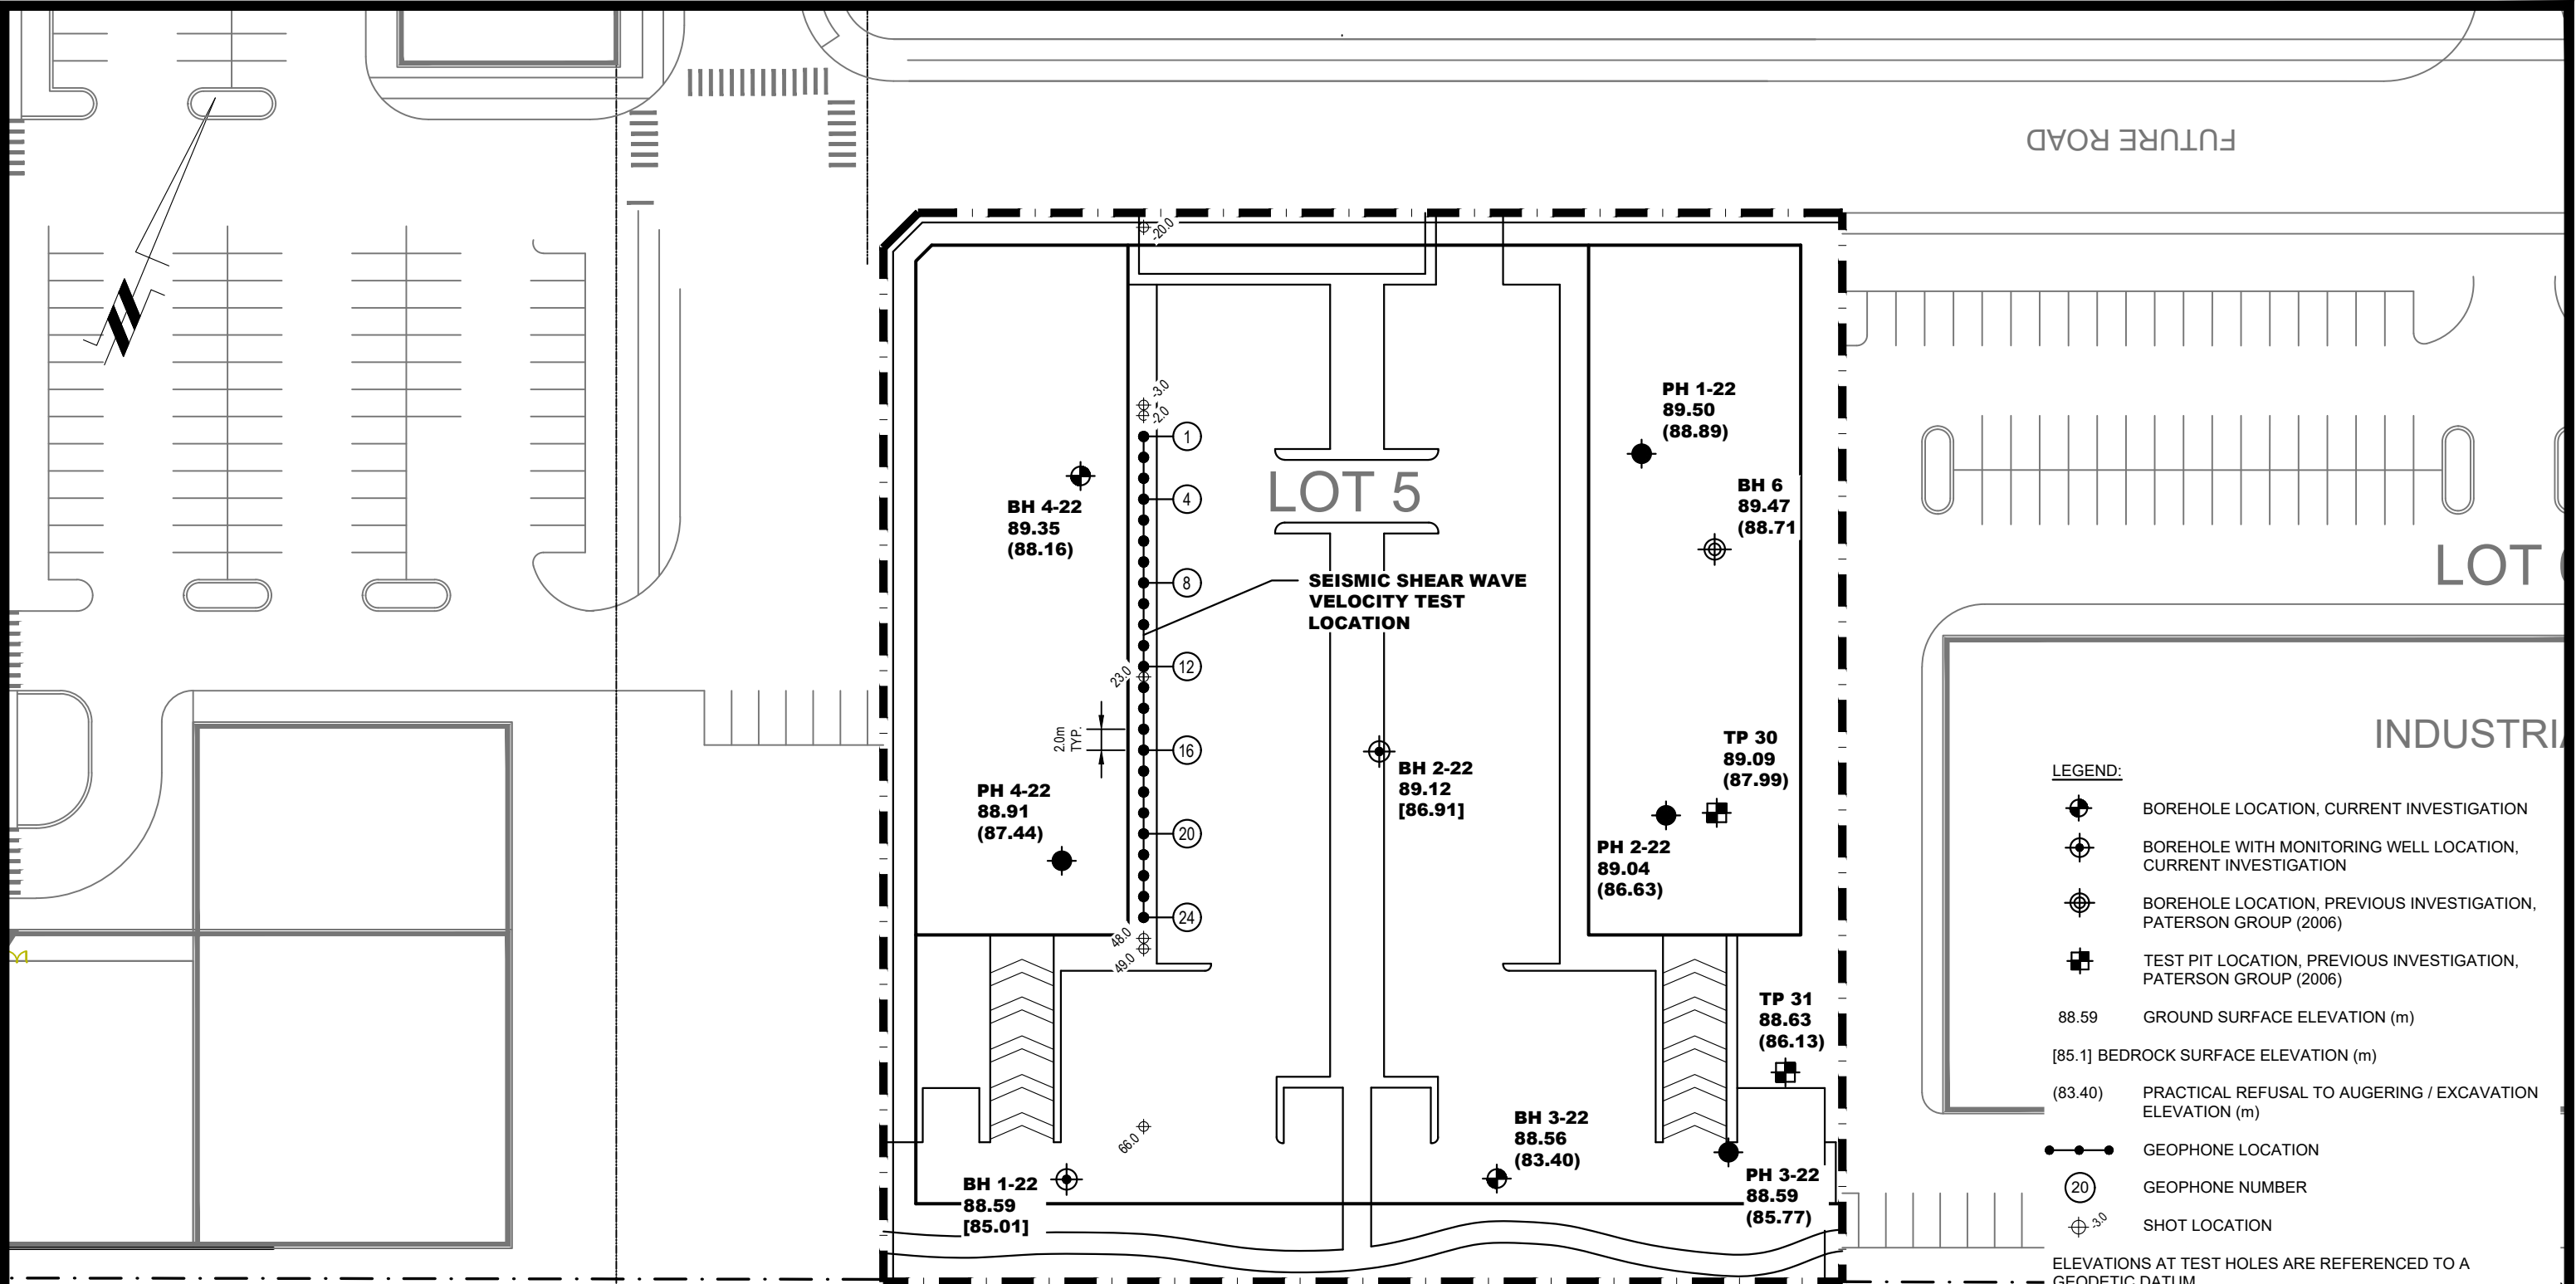 FUTURE ROAD
-20.0
-3.0
-2.0
1
4
8
12
16
20
24
23.0
2.0m
TYP.
48.0
49.0
66.0
LOT 5
SEISMIC SHEAR WAVE
VELOCITY TEST
LOCATION
BH 4-22
89.35
(88.16)
PH 4-22
88.91
(87.44)
BH 1-22
88.59
[85.01]
BH 2-22
89.12
[86.91]
BH 3-22
88.56
(83.40)
PH 1-22
89.50
(88.89)
BH 6
89.47
(88.71
TP 30
89.09
(87.99)
PH 2-22
89.04
(86.63)
TP 31
88.63
(86.13)
PH 3-22
88.59
(85.77)
LOT
INDUSTRIA
LEGEND:
BOREHOLE LOCATION, CURRENT INVESTIGATION
BOREHOLE WITH MONITORING WELL LOCATION,
CURRENT INVESTIGATION
BOREHOLE LOCATION, PREVIOUS INVESTIGATION,
PATERSON GROUP (2006)
TEST PIT LOCATION, PREVIOUS INVESTIGATION,
PATERSON GROUP (2006)
88.59 GROUND SURFACE ELEVATION (m)
[85.1] BEDROCK SURFACE ELEVATION (m)
(83.40) PRACTICAL REFUSAL TO AUGERING / EXCAVATION
ELEVATION (m)
GEOPHONE LOCATION
20 GEOPHONE NUMBER
-3.0 SHOT LOCATION
ELEVATIONS AT TEST HOLES ARE REFERENCED TO A
GEODETIC DATUM